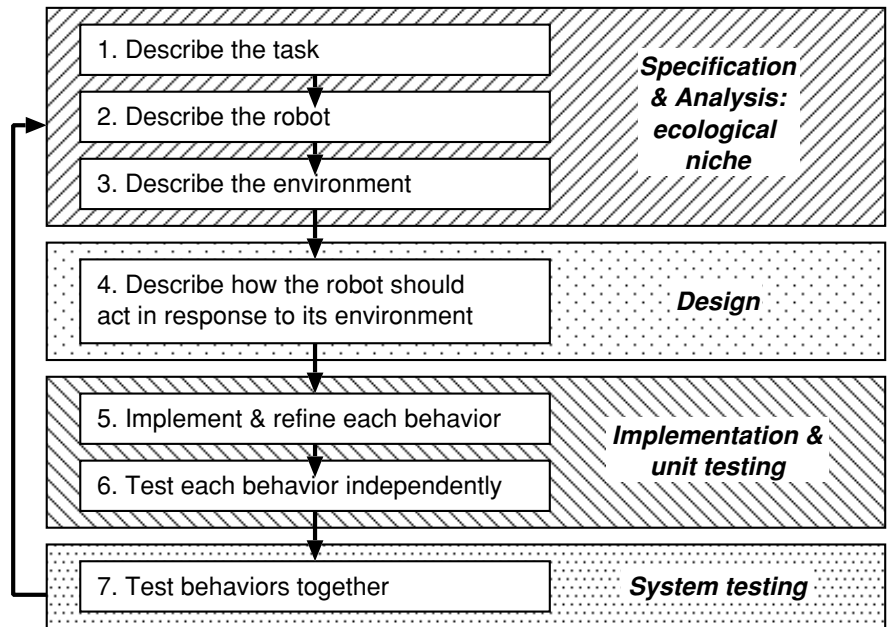 1. Describe the task
2. Describe the robot
3. Describe the environment
Specification
& Analysis:
ecological
niche
4. Describe how the robot should
act in response to its environment
Design
5. Implement & refine each behavior
6. Test each behavior independently
Implementation &
unit testing
7. Test behaviors together
System testing